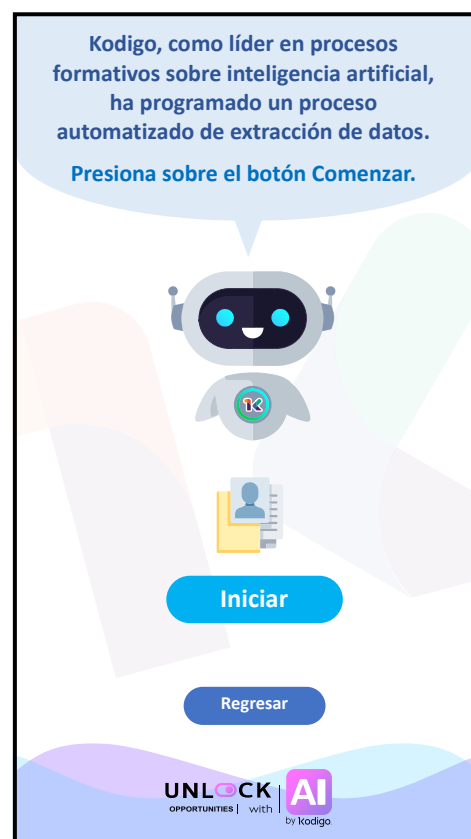 Kodigo, como líder en procesos
formativos sobre inteligencia artificial,
ha programado un proceso
automatizado de extracción de datos.
Presiona sobre el botón Comenzar.
1K
Iniciar
Regresar
UNLOCK
OPPORTUNITIES | with
AI
by Kodigo